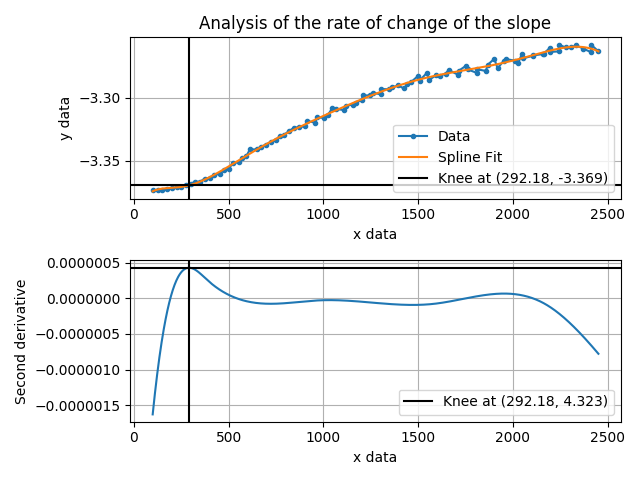 Analysis of the rate of change of the slope
y data
−3.30
−3.35
Data
Spline Fit
Knee at (292.18, -3.369)
0 500 1000 1500 2000 2500
x data
Second derivative
0.0000005
0.0000000
−0.0000005
−0.0000010
−0.0000015
Knee at (292.18, 4.323)
0 500 1000 1500 2000 2500
x data